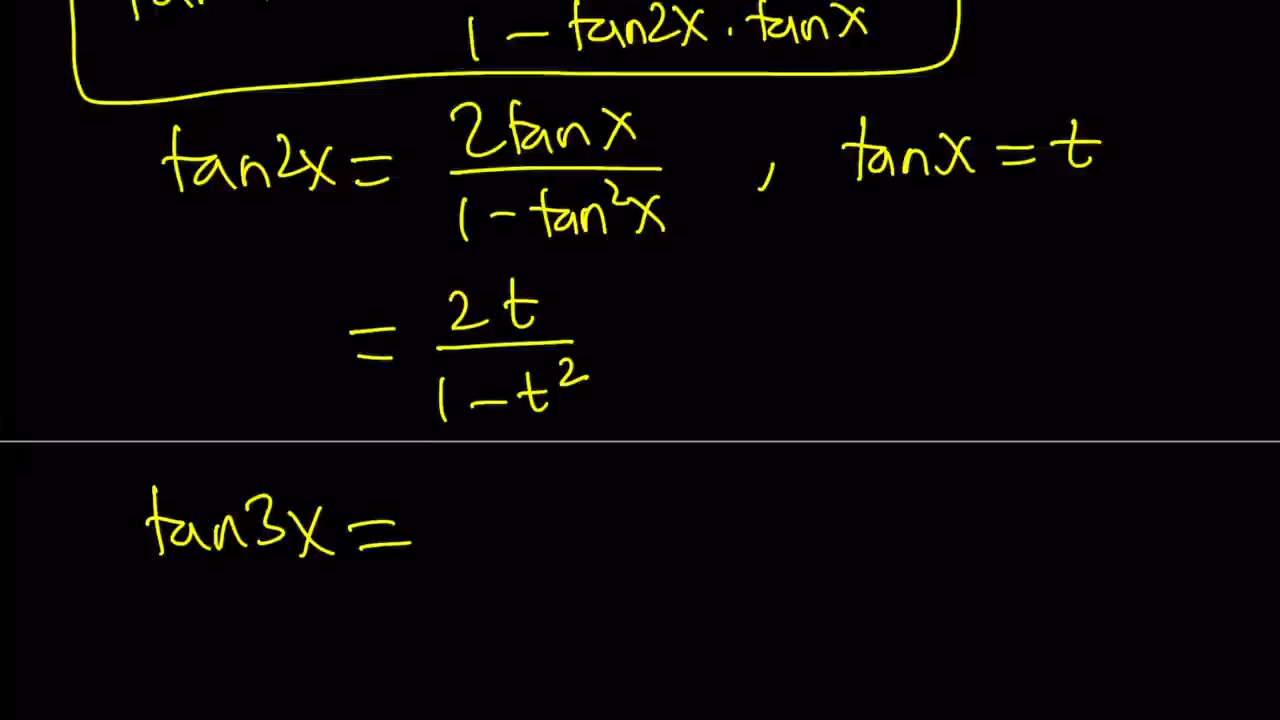 1 - tan2x · tanx
tan2x = 2tanx / 1 - tan²x , tanx = t
= 2t / 1 - t²
tan3x =